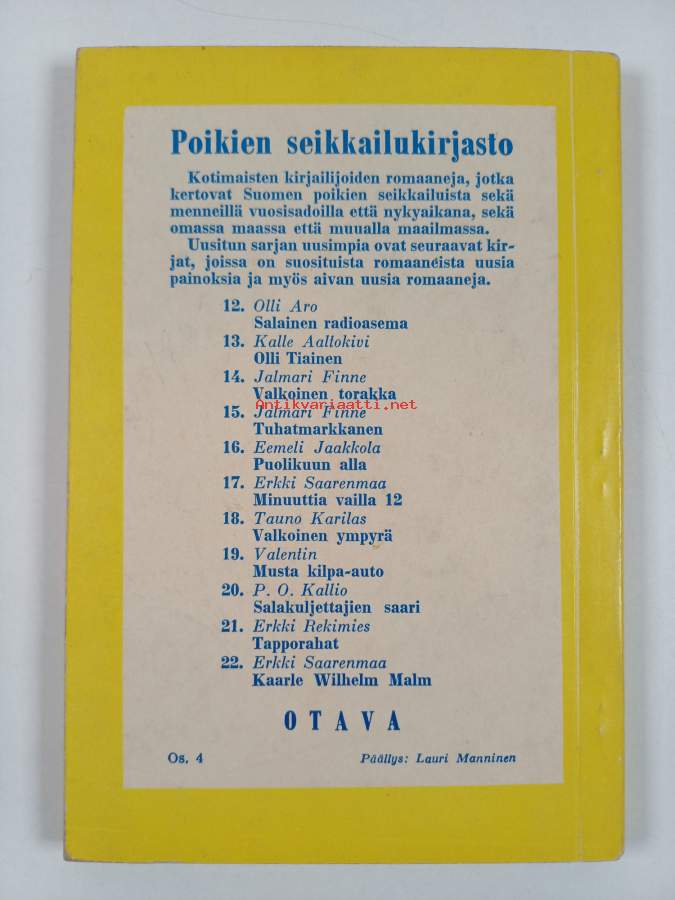 Poikien seikkailukirjasto
Kotimaisten kirjailijoiden romaaneja, jotka
kertovat Suomen poikien seikkailuista sekä
menneillä vuosisadoilla että nykyaikana, sekä
omassa maassa että muualla maailmassa.
Uusitun sarjan uusimpia ovat seuraavat kir-
jat, joissa on suosituista romaaneista uusia
painoksia ja myös aivan uusia romaaneja.
12. Olli Aro
Salainen radioasema
13. Kalle Aaltokivi
Olli Tiainen
14. Jalmari Finne
Valkoinen torakka
Antikvariaatti.net
15. Jalmari Finne
Tuhatmarkkanen
16. Eemeli Jaakkola
Puolikuun alla
17. Erkki Saarenmaa
Minuuttia vailla 12
18. Tauno Karilas
Valkoinen ympyrä
19. Valentin
Musta kilpa-auto
20. P. O. Kallio
Salakuljettajien saari
21. Erkki Rekimies
Tapporahat
22. Erkki Saarenmaa
Kaarle Wilhelm Malm
OTAVA
Os. 4 Päällys: Lauri Manninen